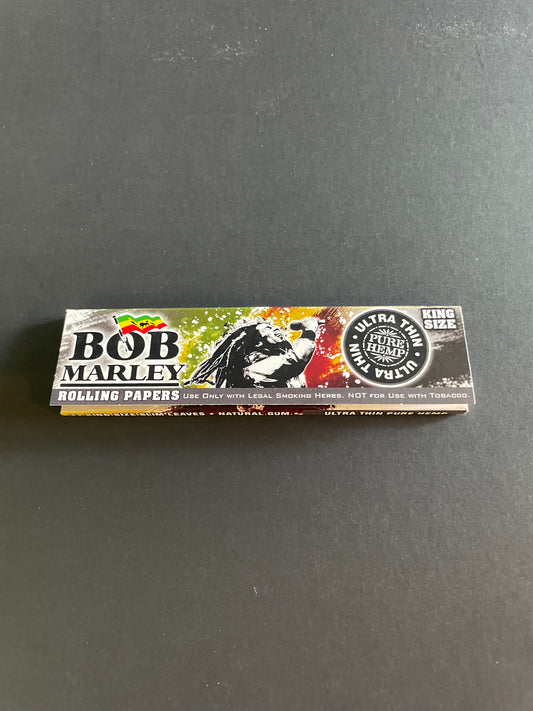 BOB
MARLEY
ROLLING PAPERS
Use Only with Legal Smoking Herbs. NOT for Use with Tobacco.
ULTRA THIN • ULTRA THIN •
PURE
HEMP
KING
SIZE
LEAVES • NATURAL GUM
ULTRA THIN PURE HEMP